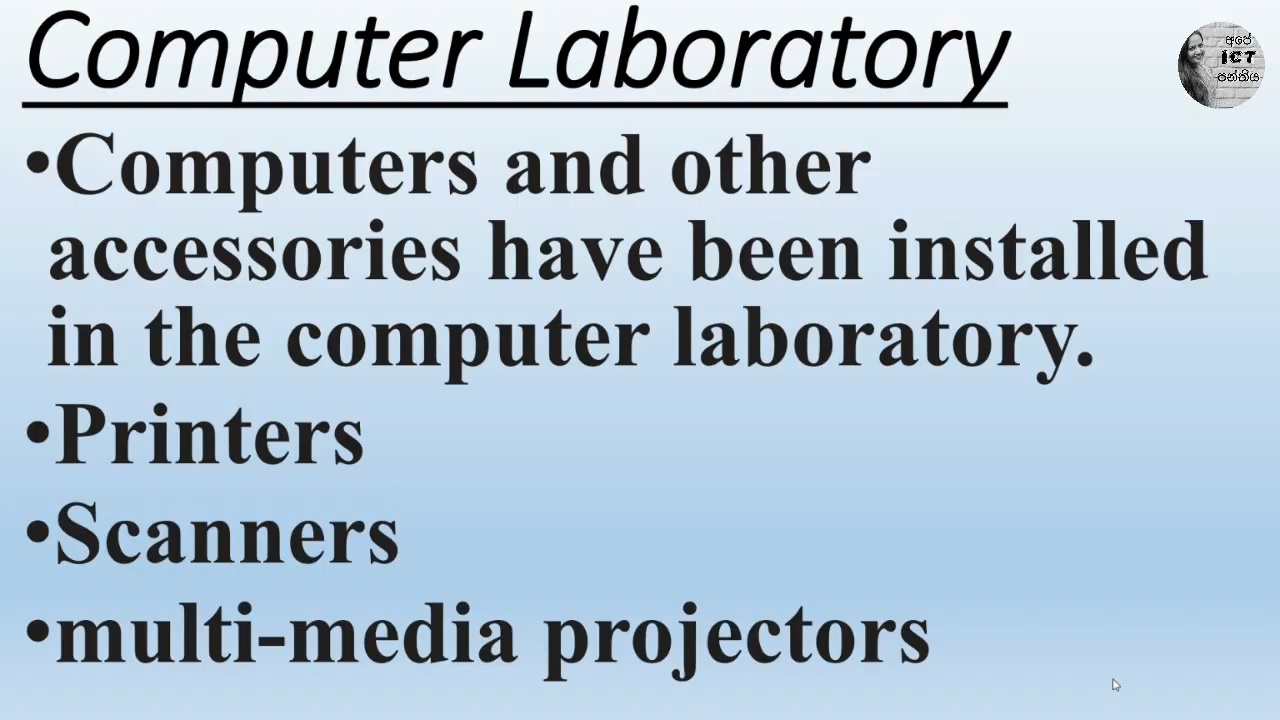 Computer Laboratory
අපේ
ICT
පන්තිය
•Computers and other
accessories have been installed
in the computer laboratory.
•Printers
•Scanners
•multi-media projectors